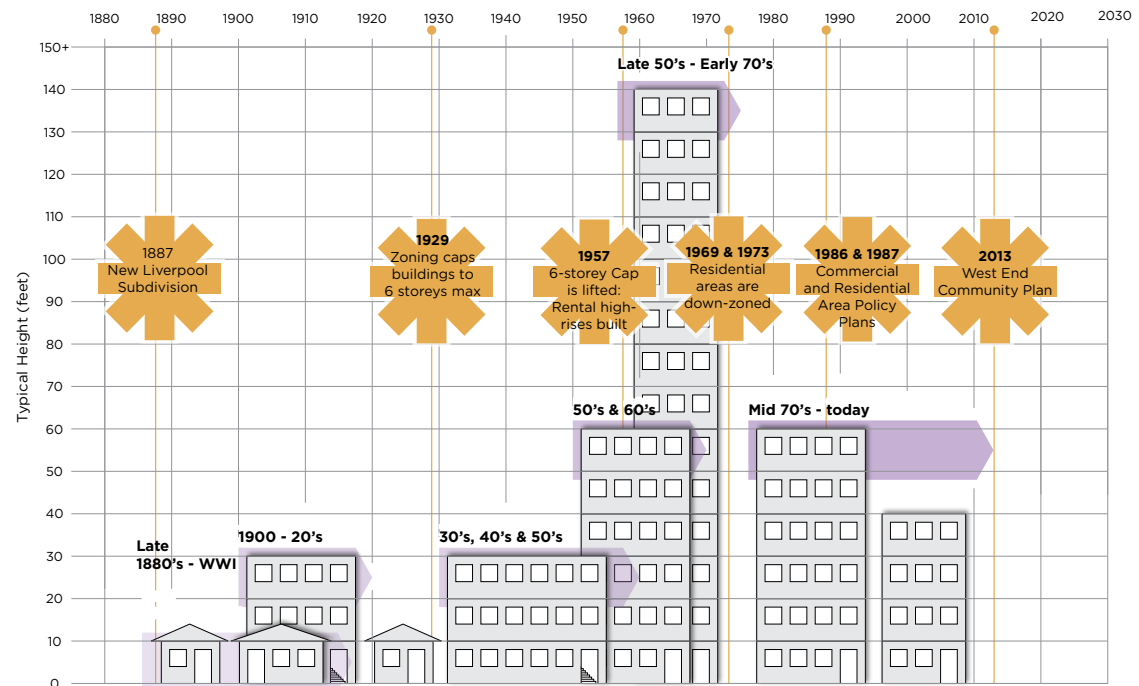 1880 1890 1900 1910 1920 1930 1940 1950 1960 1970 1980 1990 2000 2010 2020 2030
150+
Late 50's - Early 70's
140
130
120
110
1887
New Liverpool
Subdivision
1929
Zoning caps
buildings to
6 storeys max
1957
6-storey Cap
is lifted:
Rental high-
rises built
1969 & 1973
Residential
areas are
down-zoned
1986 & 1987
Commercial
and Residential
Area Policy
Plans
2013
West End
Community Plan
100
90
80
Typical Height (feet)
70
50's & 60's
Mid 70's - today
60
50
40
Late
1880's - WWI
1900 - 20's
30's, 40's & 50's
30
20
10
0